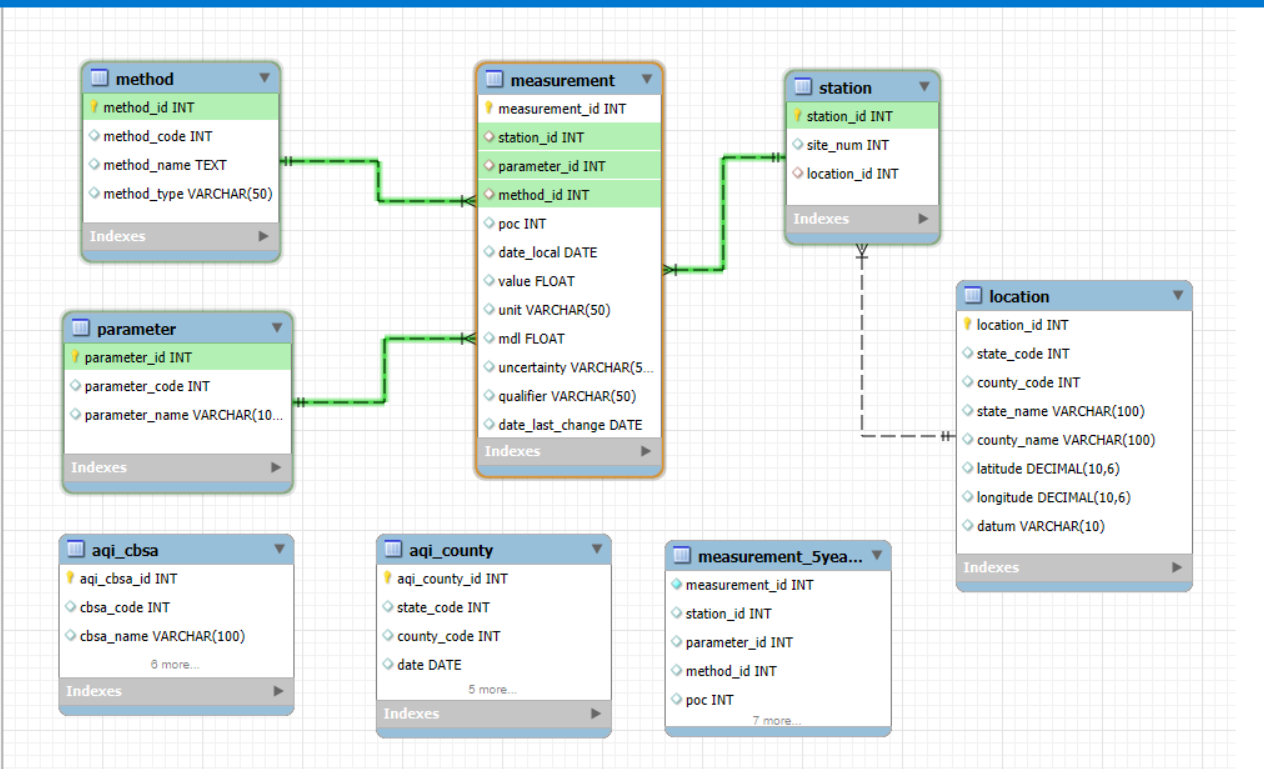 method
method_id INT
method_code INT
method_name TEXT
method_type VARCHAR(50)
Indexes
measurement
measurement_id INT
station_id INT
parameter_id INT
method_id INT
poc INT
date_local DATE
value FLOAT
unit VARCHAR(50)
mdl FLOAT
uncertainty VARCHAR(5...
qualifier VARCHAR(50)
date_last_change DATE
Indexes
station
station_id INT
site_num INT
location_id INT
Indexes
parameter
parameter_id INT
parameter_code INT
parameter_name VARCHAR(10...
Indexes
location
location_id INT
state_code INT
county_code INT
state_name VARCHAR(100)
county_name VARCHAR(100)
latitude DECIMAL(10,6)
longitude DECIMAL(10,6)
datum VARCHAR(10)
Indexes
aqi_cbsa
aqi_cbsa_id INT
cbsa_code INT
cbsa_name VARCHAR(100)
6 more...
Indexes
aqi_county
aqi_county_id INT
state_code INT
county_code INT
date DATE
5 more...
Indexes
measurement_5yea...
measurement_id INT
station_id INT
parameter_id INT
method_id INT
poc INT
7 more...